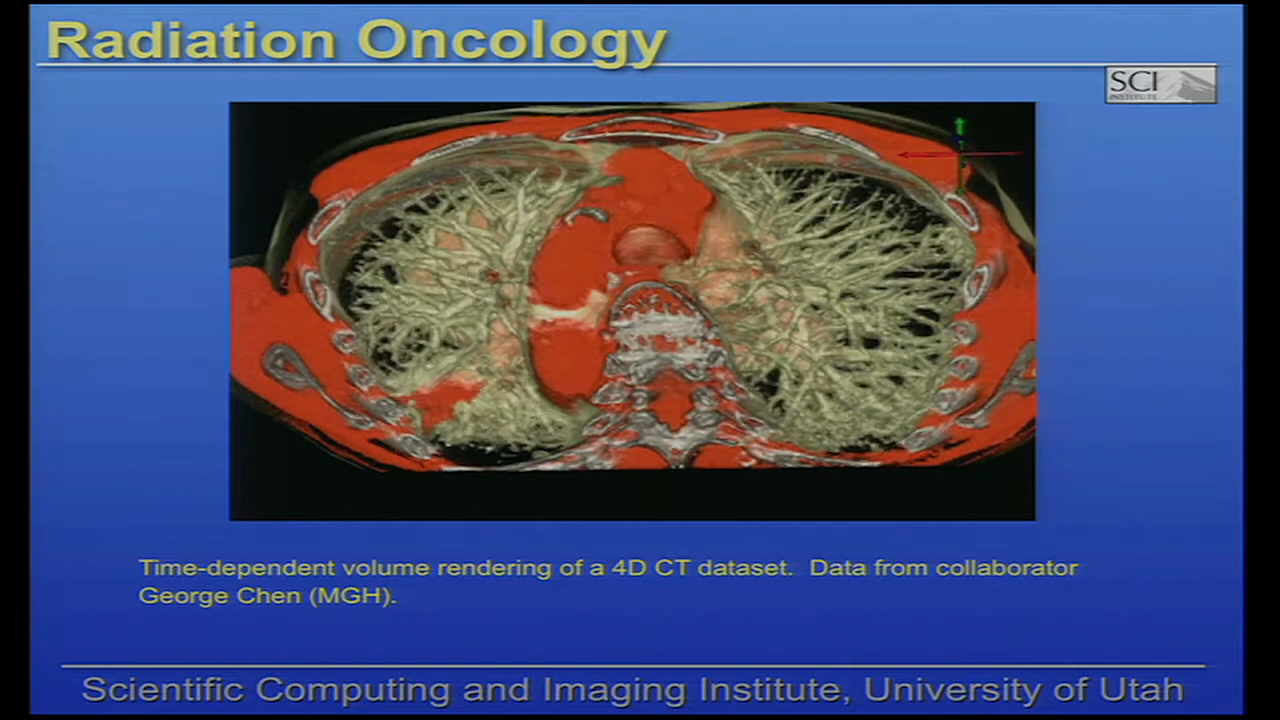 Radiation Oncology
SCI
INSTITUTE
Time-dependent volume rendering of a 4D CT dataset. Data from collaborator
George Chen (MGH).
Scientific Computing and Imaging Institute, University of Utah